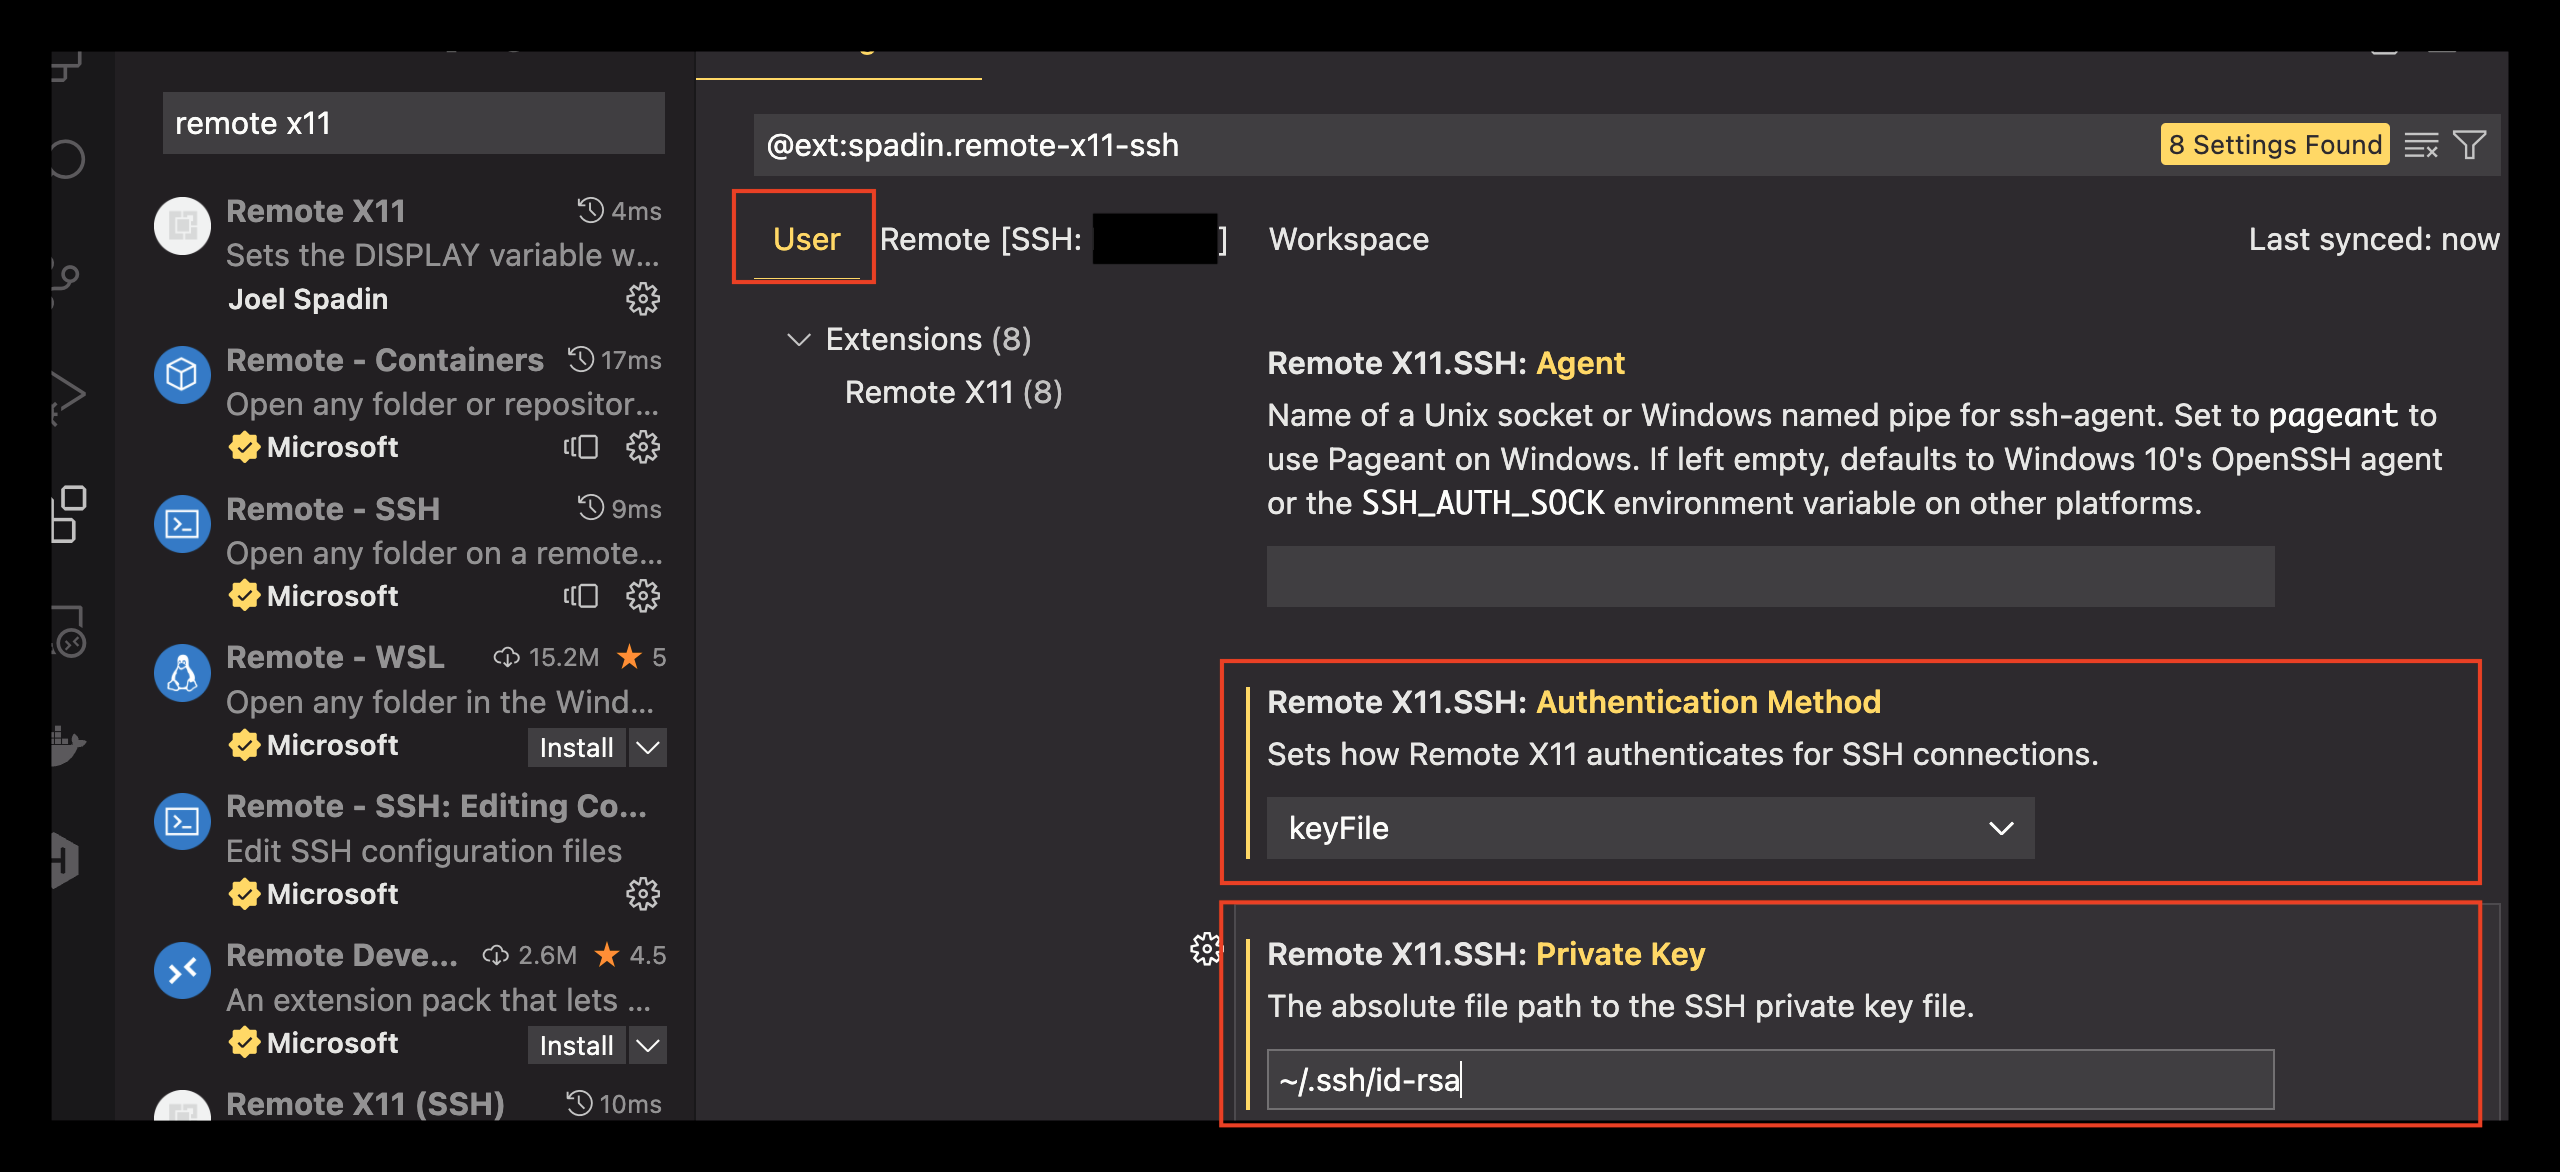 remote x11
Remote X11 4ms
Sets the DISPLAY variable w...
Joel Spadin
Remote - Containers 17ms
Open any folder or repositor...
Microsoft
Remote - SSH 9ms
Open any folder on a remote...
Microsoft
Remote - WSL 15.2M 5
Open any folder in the Wind...
Microsoft Install
Remote - SSH: Editing Co...
Edit SSH configuration files
Microsoft
Remote Deve... 2.6M 4.5
An extension pack that lets ...
Microsoft Install
Remote X11 (SSH) 10ms
@ext:spadin.remote-x11-ssh 8 Settings Found
User Remote [SSH: ] Workspace Last synced: now
Extensions (8)
Remote X11 (8)
Remote X11.SSH: Agent
Name of a Unix socket or Windows named pipe for ssh-agent. Set to pageant to
use Pageant on Windows. If left empty, defaults to Windows 10's OpenSSH agent
or the SSH_AUTH_SOCK environment variable on other platforms.
Remote X11.SSH: Authentication Method
Sets how Remote X11 authenticates for SSH connections.
keyFile
Remote X11.SSH: Private Key
The absolute file path to the SSH private key file.
~/.ssh/id-rsa